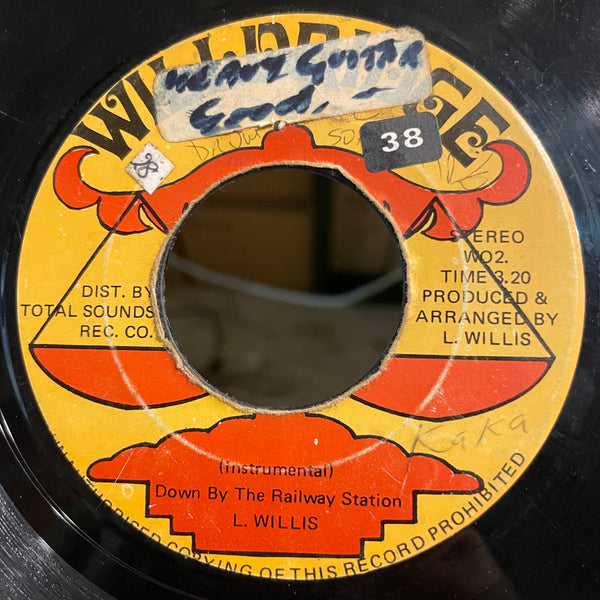 HEAVY GUITAR
Good.
38
28
STEREO
WO2.
TIME 3.20
PRODUCED &
ARRANGED BY
L. WILLIS
DIST. BY
TOTAL SOUNDS
REC. CO.
Kaka
(Instrumental)
Down By The Railway Station
L. WILLIS
COPYING OF THIS RECORD PROHIBITED